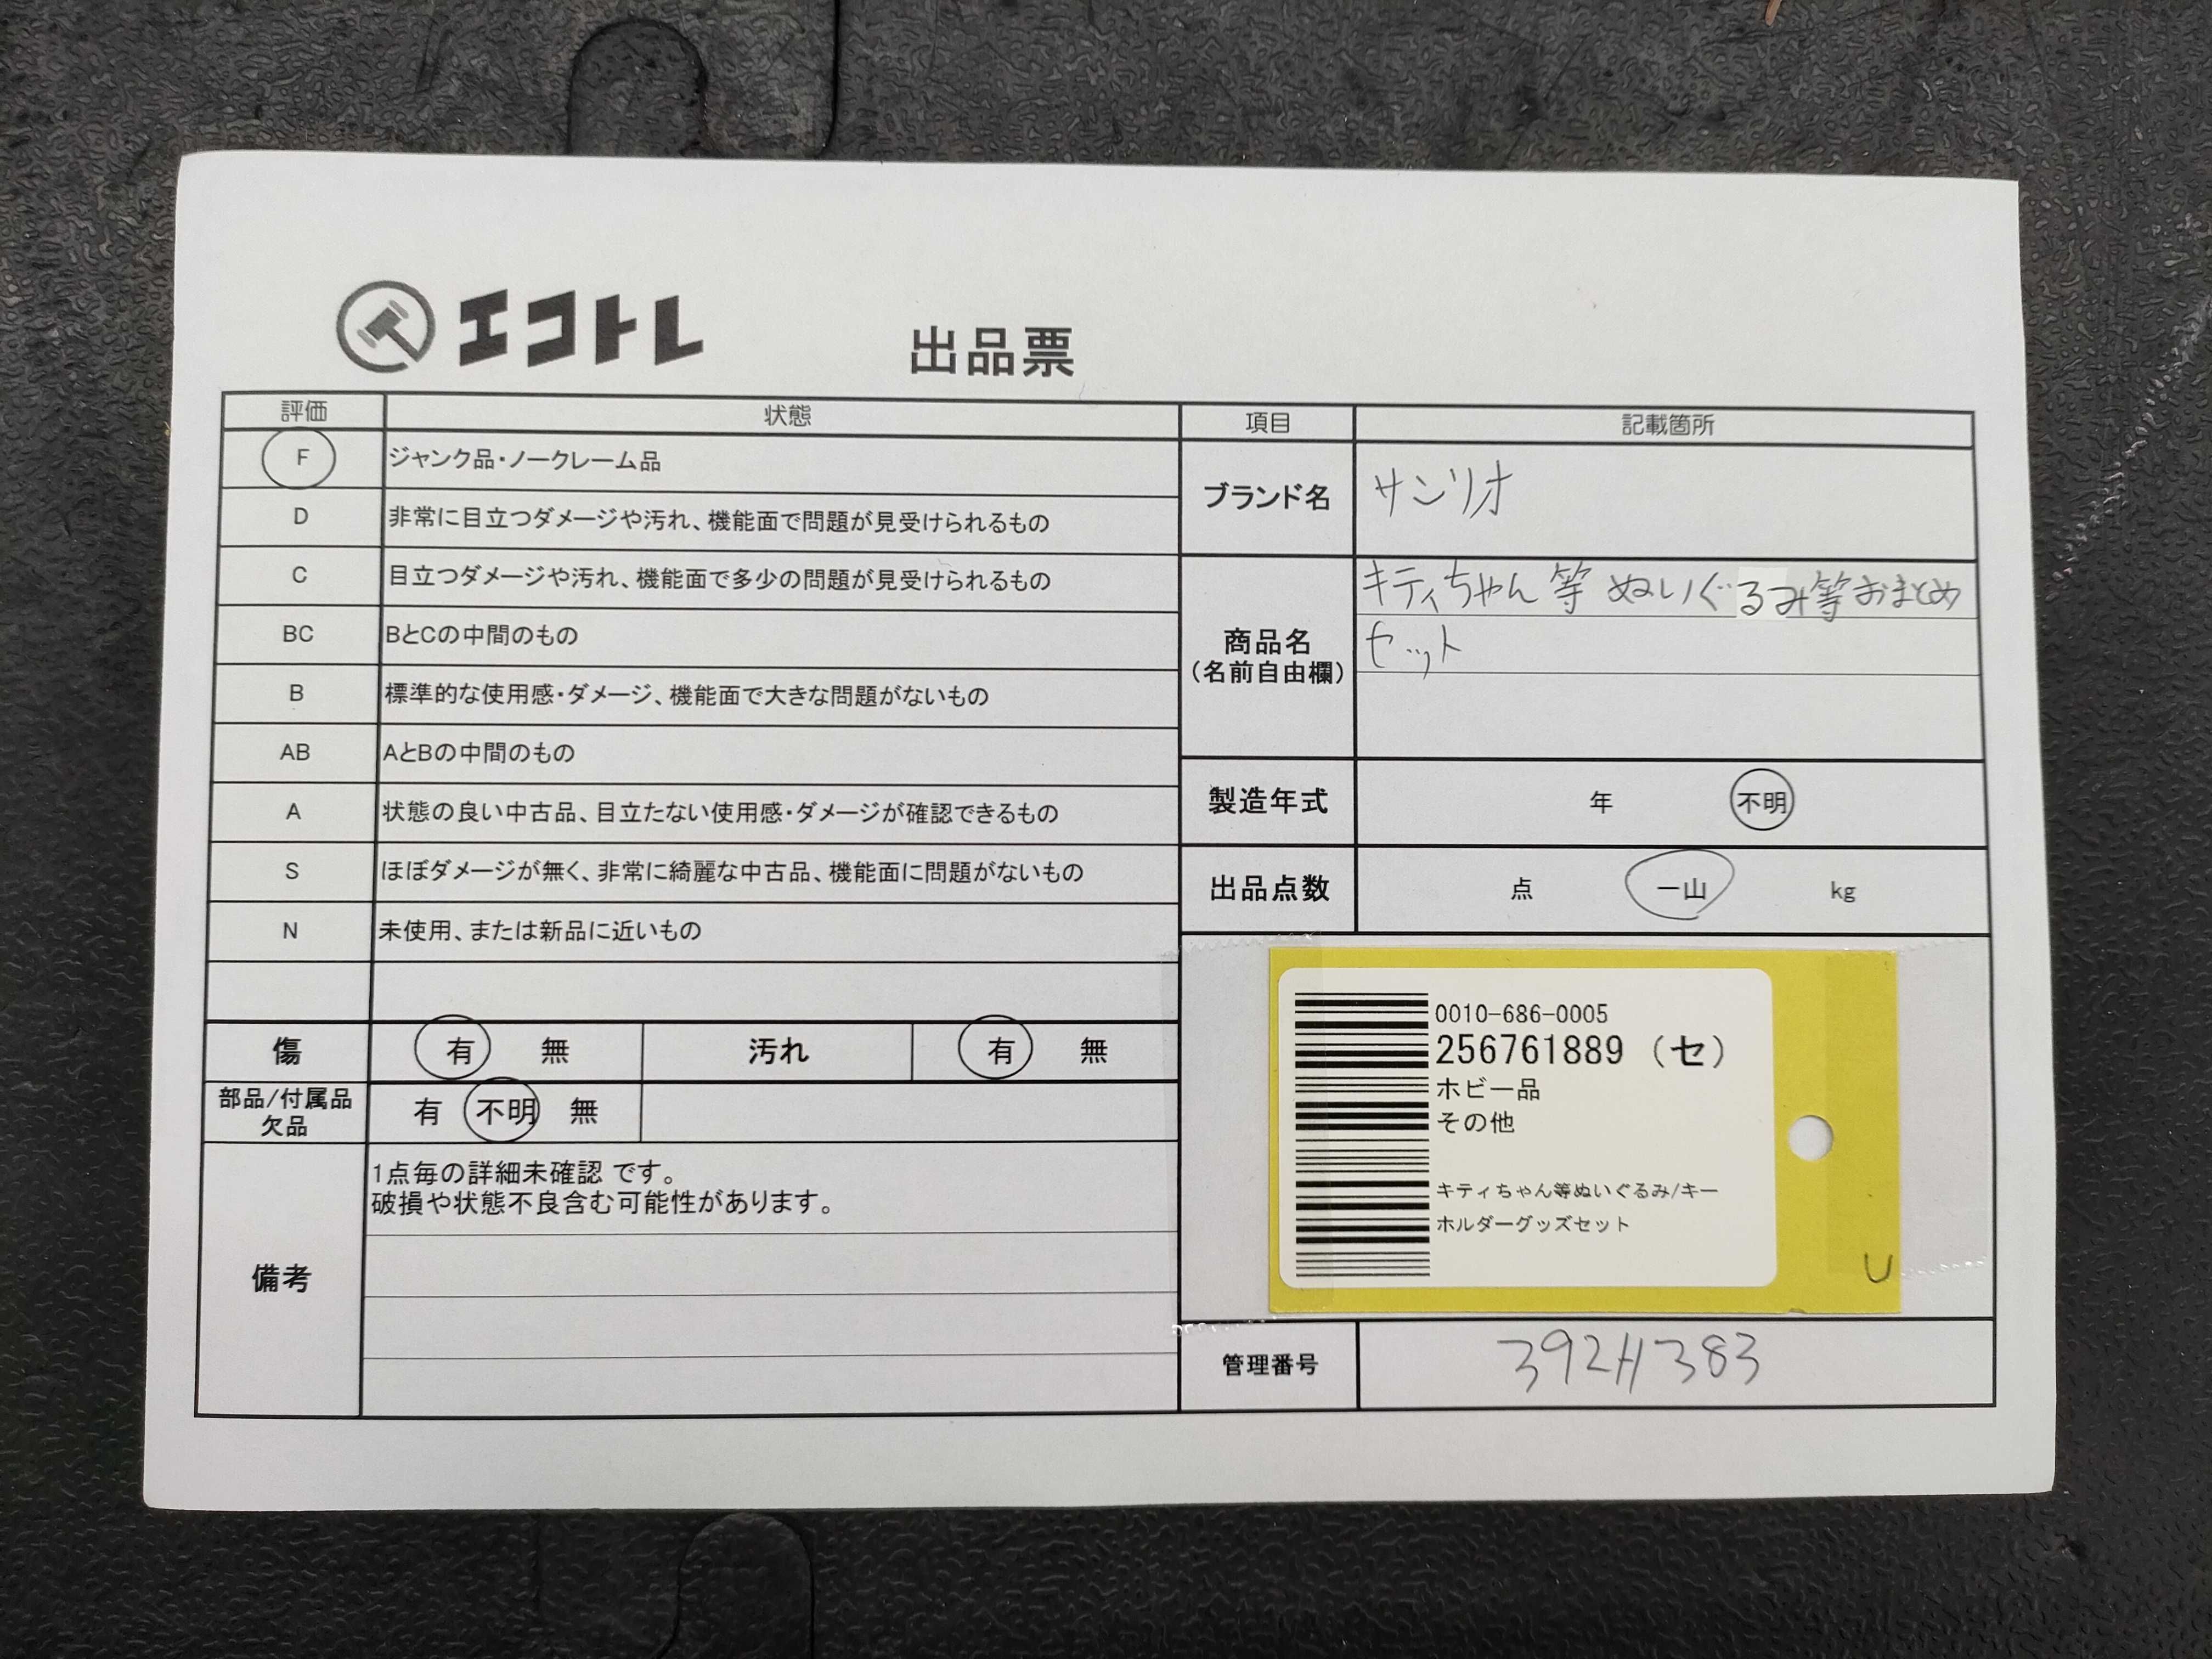 エコトレ
出品票
評価 状態
F ジャンク品・ノークレーム品
D 非常に目立つダメージや汚れ、機能面で問題が見受けられるもの
C 目立つダメージや汚れ、機能面で多少の問題が見受けられるもの
BC BとCの中間のもの
B 標準的な使用感・ダメージ、機能面で大きな問題がないもの
AB AとBの中間のもの
A 状態の良い中古品、目立たない使用感・ダメージが確認できるもの
S ほぼダメージが無く、非常に綺麗な中古品、機能面に問題がないもの
N 未使用、または新品に近いもの
傷 有 無 汚れ 有 無
部品/付属品
欠品
有 不明 無
備考
1点毎の詳細未確認 です。
破損や状態不良含む可能性があります。
項目 記載箇所
ブランド名 サンリオ
商品名
(名前自由欄)
キティちゃん等 ぬいぐるみ等おまとめ
セット
製造年式 年 不明
出品点数 点 一山 kg
0010-686-0005
256761889 (セ)
ホビー品
その他
キティちゃん等ぬいぐるみ/キー
ホルダーグッズセット
U
管理番号 392H383